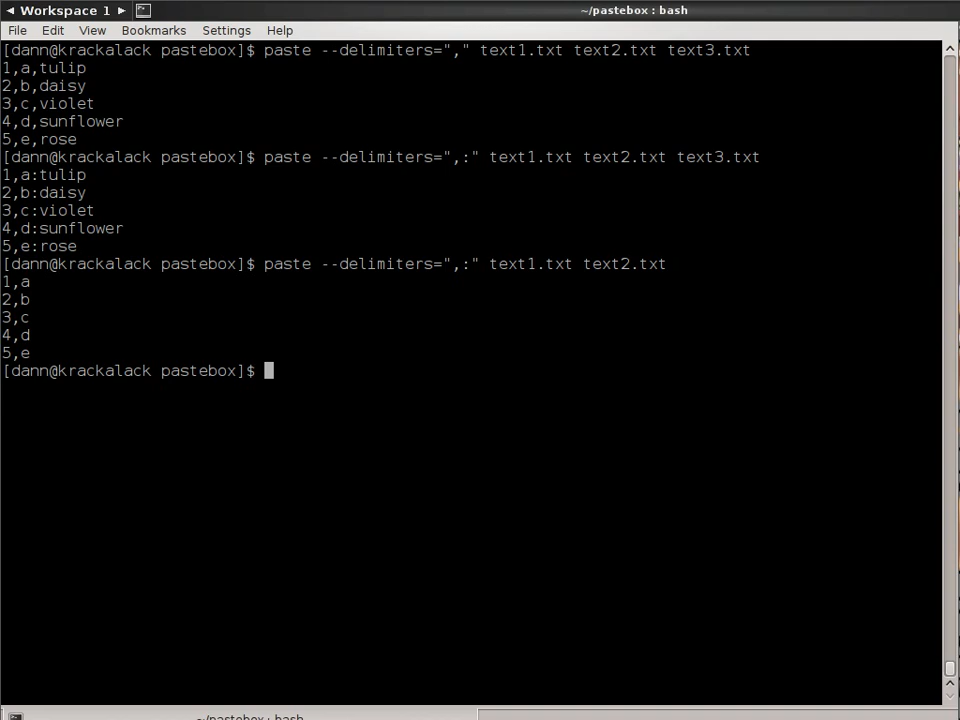 ◀ Workspace 1 ▶
~/pastebox : bash
File Edit View Bookmarks Settings Help
[dann@krackalack pastebox]$ paste --delimiters="," text1.txt text2.txt text3.txt
1,a,tulip
2,b,daisy
3,c,violet
4,d,sunflower
5,e,rose
[dann@krackalack pastebox]$ paste --delimiters=",:" text1.txt text2.txt text3.txt
1,a:tulip
2,b:daisy
3,c:violet
4,d:sunflower
5,e:rose
[dann@krackalack pastebox]$ paste --delimiters=",:" text1.txt text2.txt
1,a
2,b
3,c
4,d
5,e
[dann@krackalack pastebox]$
~/pastebox : bash